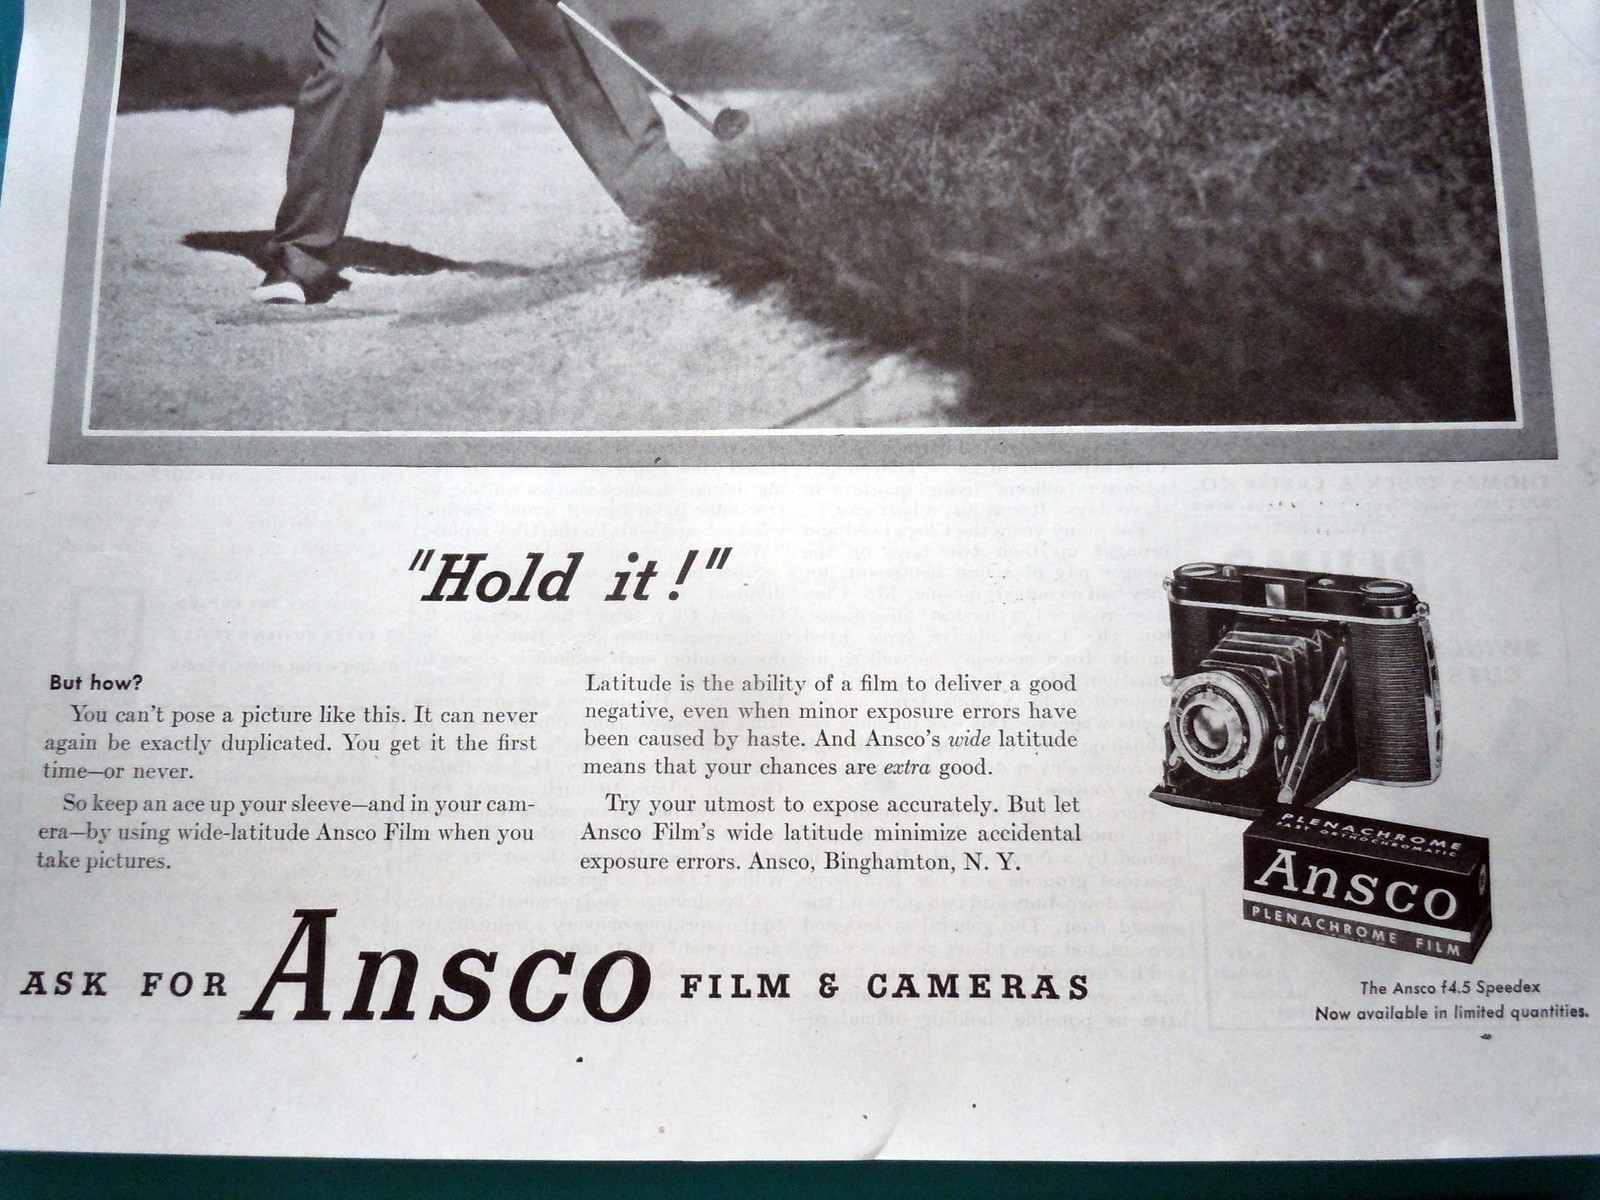 "Hold it!"
But how?
You can't pose a picture like this. It can never
again be exactly duplicated. You get it the first
time—or never.
So keep an ace up your sleeve—and in your cam-
era—by using wide-latitude Ansco Film when you
take pictures.
Latitude is the ability of a film to deliver a good
negative, even when minor exposure errors have
been caused by haste. And Ansco's wide latitude
means that your chances are extra good.
Try your utmost to expose accurately. But let
Ansco Film's wide latitude minimize accidental
exposure errors. Ansco, Binghamton, N. Y.
PLENACHROME
FAST ORTHOCHROMATIC
Ansco
PLENACHROME FILM
ASK FOR Ansco FILM & CAMERAS
The Ansco f4.5 Speedex
Now available in limited quantities.